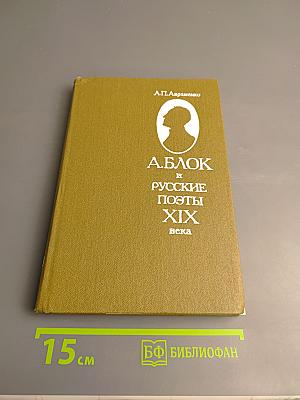 А.П.Авраменко
А.БЛОК
и
РУССКИЕ
ПОЭТЫ
XIX
века
15 см
БФ БИБЛИОФАН